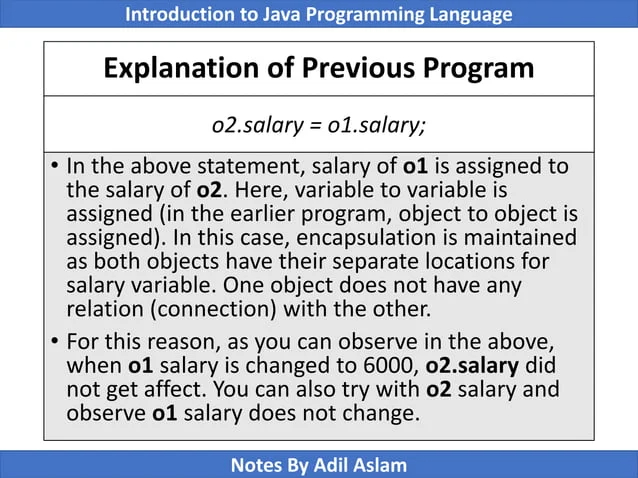 Introduction to Java Programming Language
Explanation of Previous Program
o2.salary = o1.salary;
• In the above statement, salary of o1 is assigned to
the salary of o2. Here, variable to variable is
assigned (in the earlier program, object to object is
assigned). In this case, encapsulation is maintained
as both objects have their separate locations for
salary variable. One object does not have any
relation (connection) with the other.
• For this reason, as you can observe in the above,
when o1 salary is changed to 6000, o2.salary did
not get affect. You can also try with o2 salary and
observe o1 salary does not change.
Notes By Adil Aslam